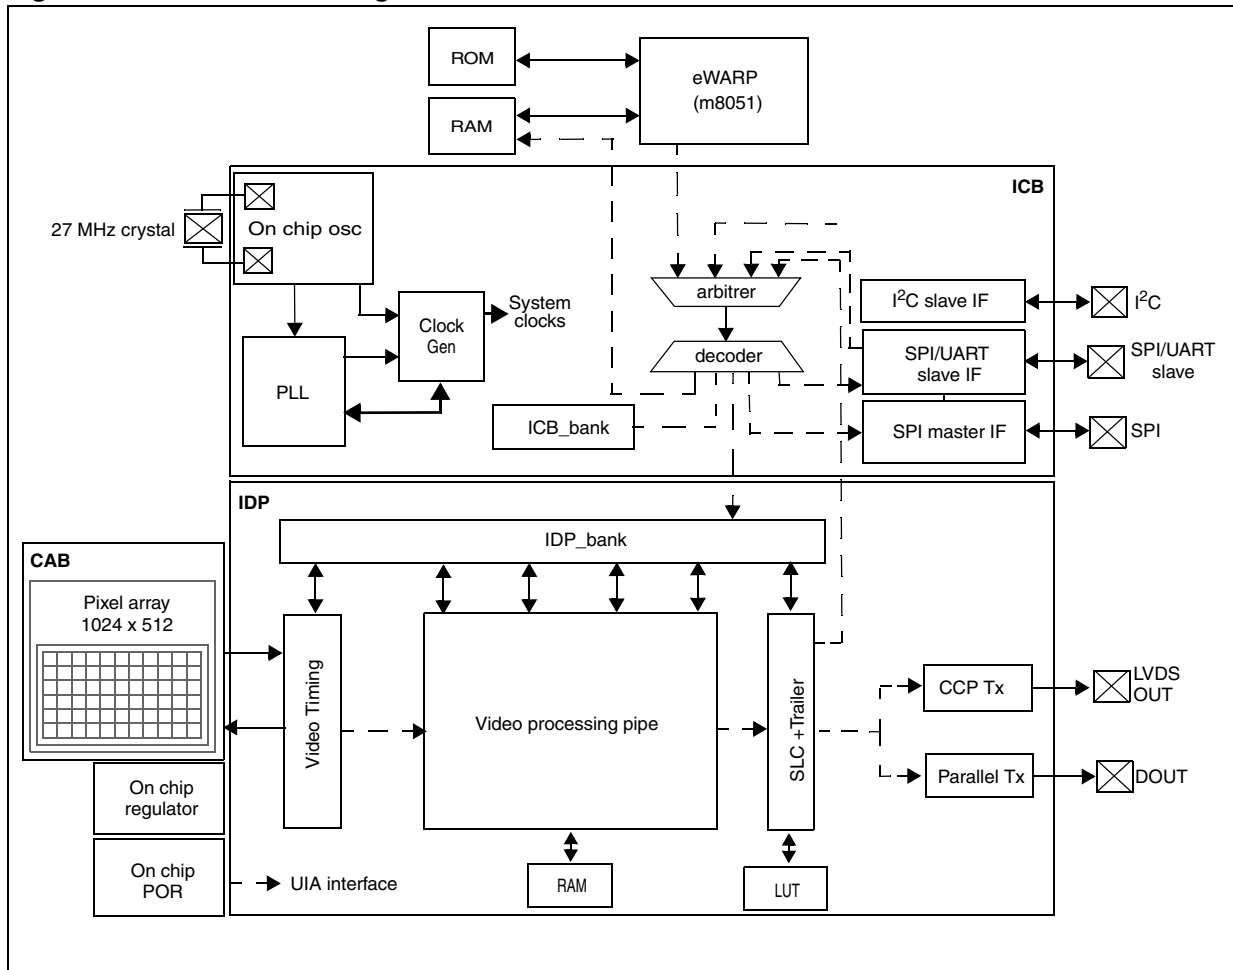 ROM
eWARP
(m8051)
RAM
ICB
27 MHz crystal
On chip osc
arbitrer
I²C slave IF
I²C
System
clocks
Clock
Gen
decoder
SPI/UART
slave IF
SPI/UART
slave
PLL
ICB_bank
SPI master IF
SPI
IDP
IDP_bank
CAB
Pixel array
1024 x 512
Video Timing
Video processing pipe
SLC +Trailer
CCP Tx
LVDS
OUT
Parallel Tx
DOUT
On chip
regulator
On chip
POR
UIA interface
RAM
LUT